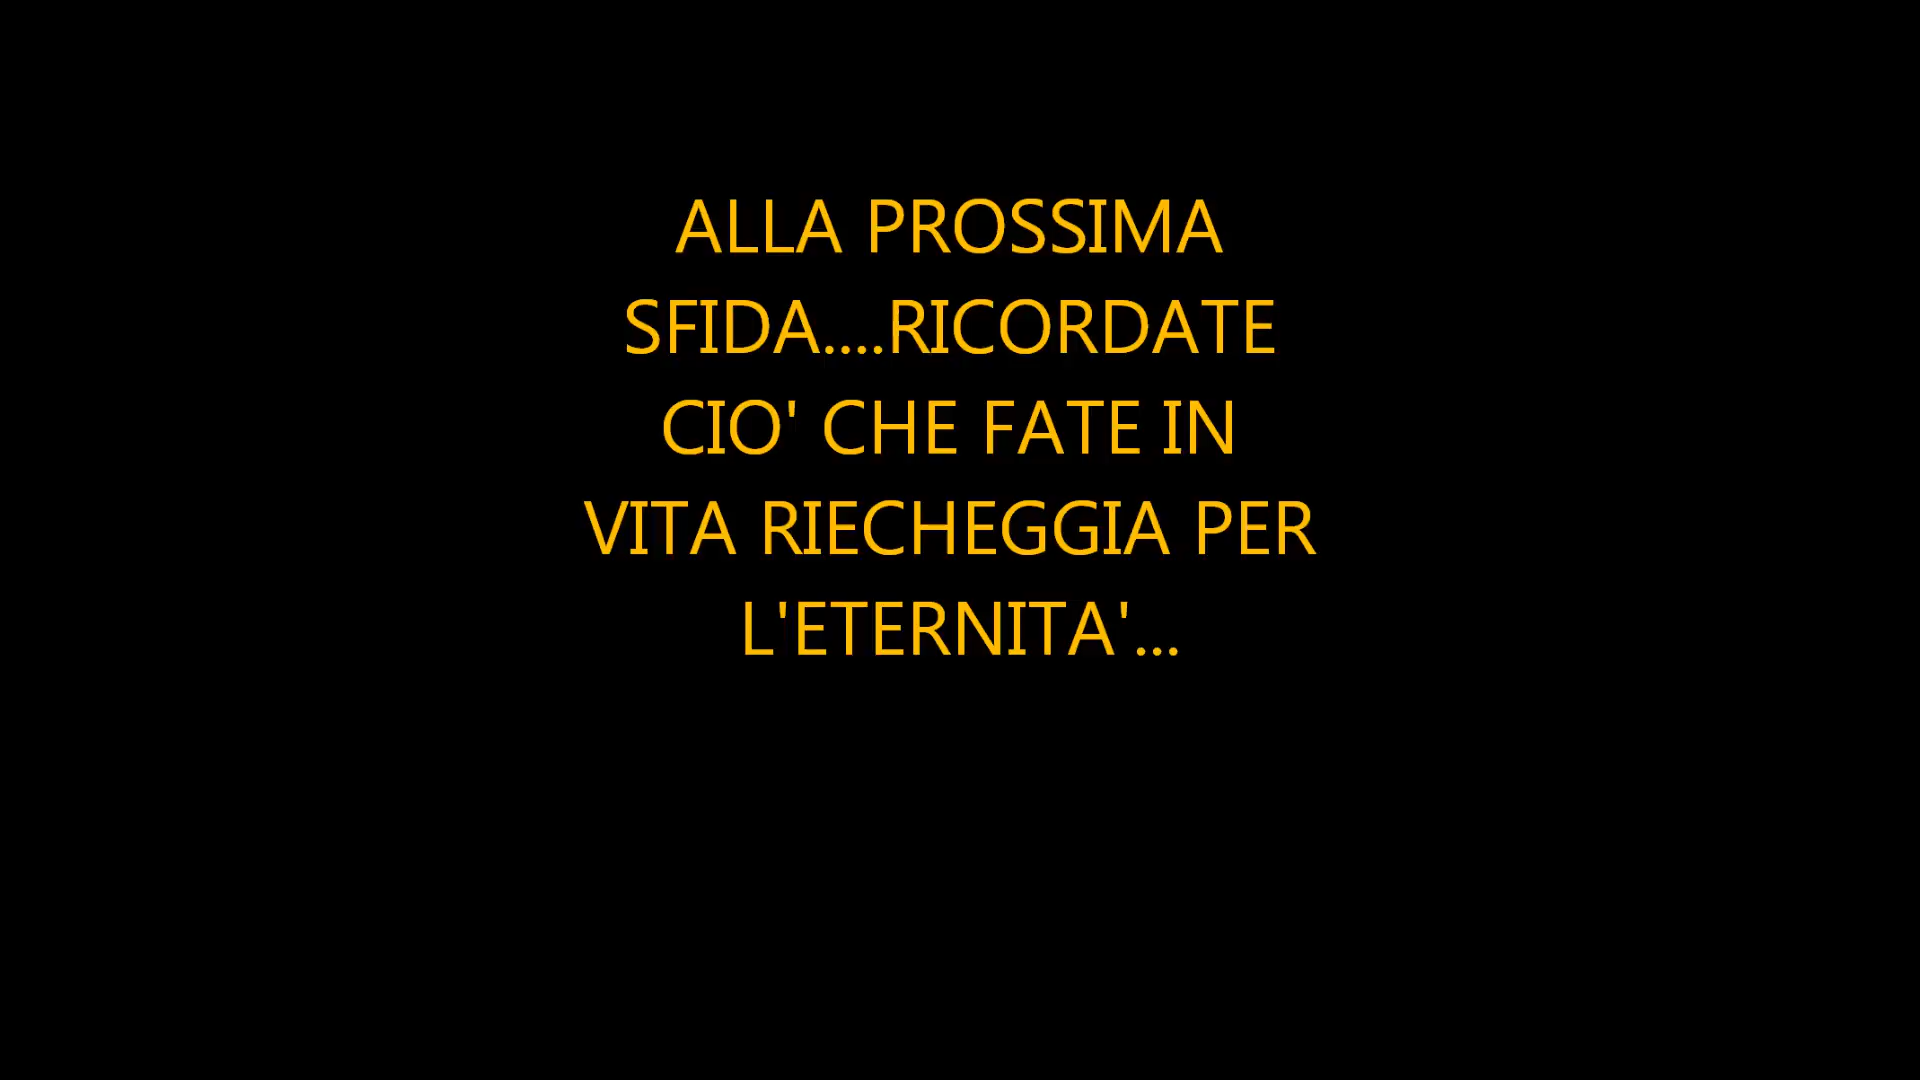 ALLA PROSSIMA
SFIDA....RICORDATE
CIO' CHE FATE IN
VITA RIECHEGGIA PER
L'ETERNITA'...